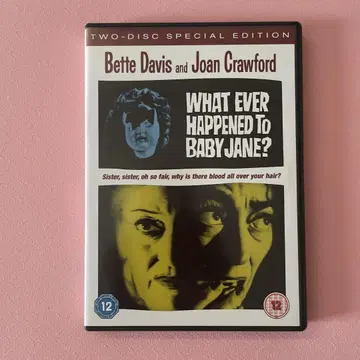 TWO-DISC SPECIAL EDITION
Bette Davis and Joan Crawford
WHAT EVER
HAPPENED TO
BABY JANE?
Sister, sister, oh so fair, why is there blood all over your hair?
12
12